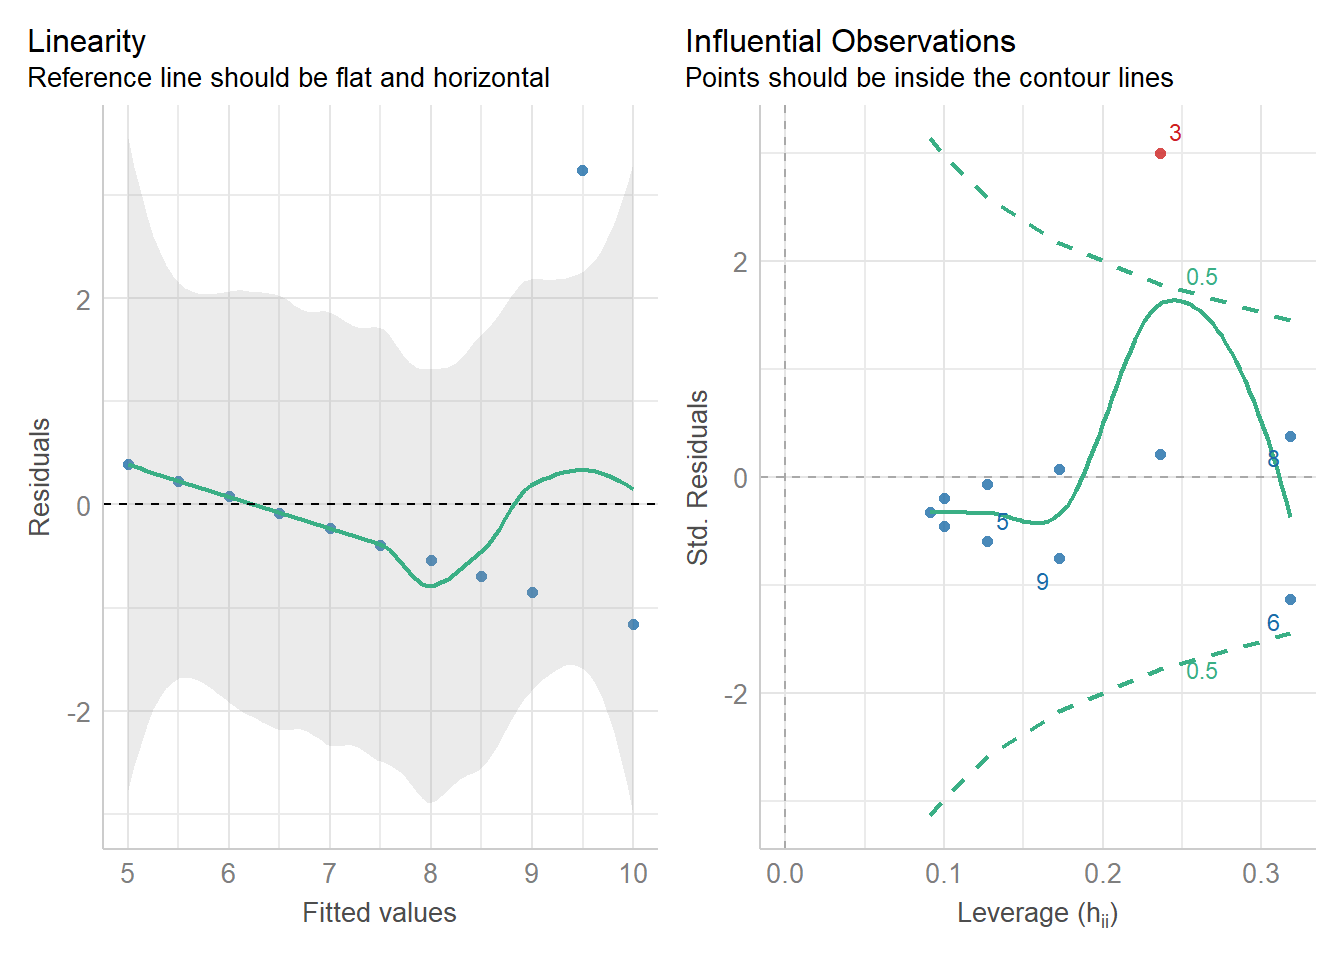 Linearity
Reference line should be flat and horizontal
Residuals
2
0
-2
5
6
7
8
9
10
Fitted values
Influential Observations
Points should be inside the contour lines
Std. Residuals
2
0
-2
3
0.5
8
5
9
6
0.5
0.0
0.1
0.2
0.3
Leverage (hii)